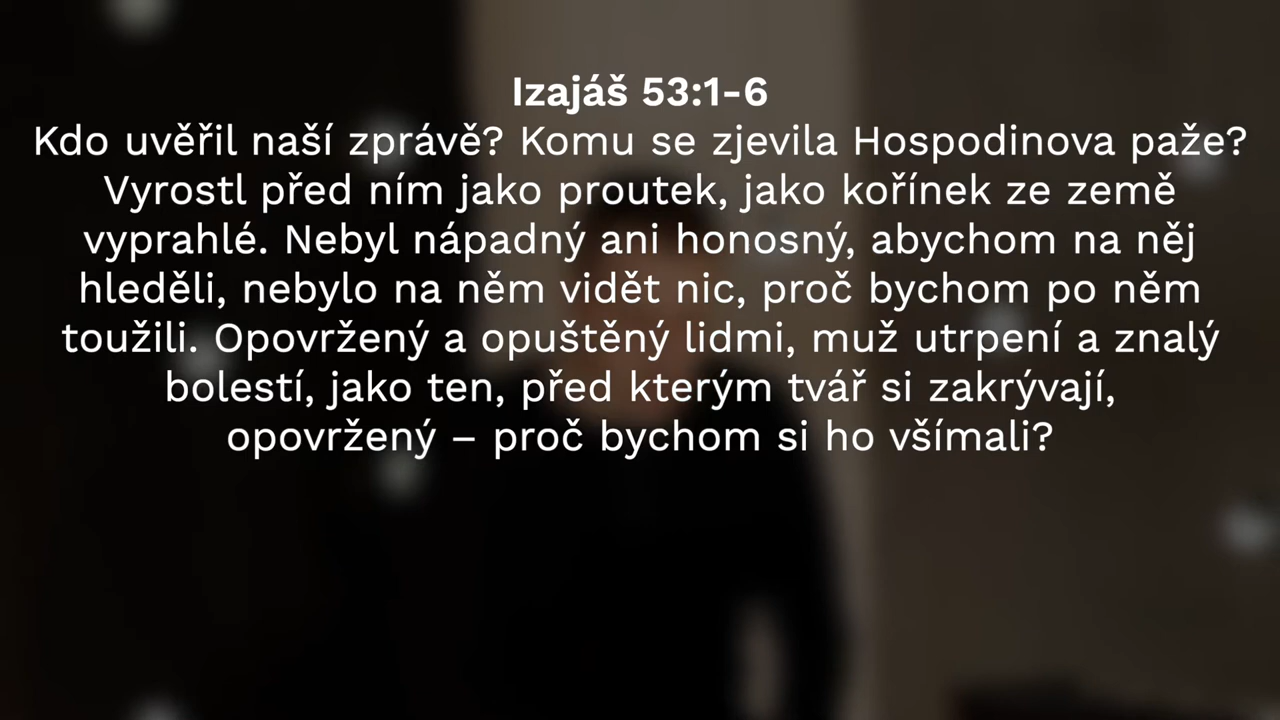 Izajáš 53:1-6
Kdo uvěřil naší zprávě? Komu se zjevila Hospodinova paže?
Vyrostl před ním jako proutek, jako kořínek ze země
vyprahlé. Nebyl nápadný ani honosný, abychom na něj
hleděli, nebylo na něm vidět nic, proč bychom po něm
toužili. Opovržený a opuštěný lidmi, muž utrpení a znalý
bolestí, jako ten, před kterým tvář si zakrývají,
opovržený – proč bychom si ho všímali?